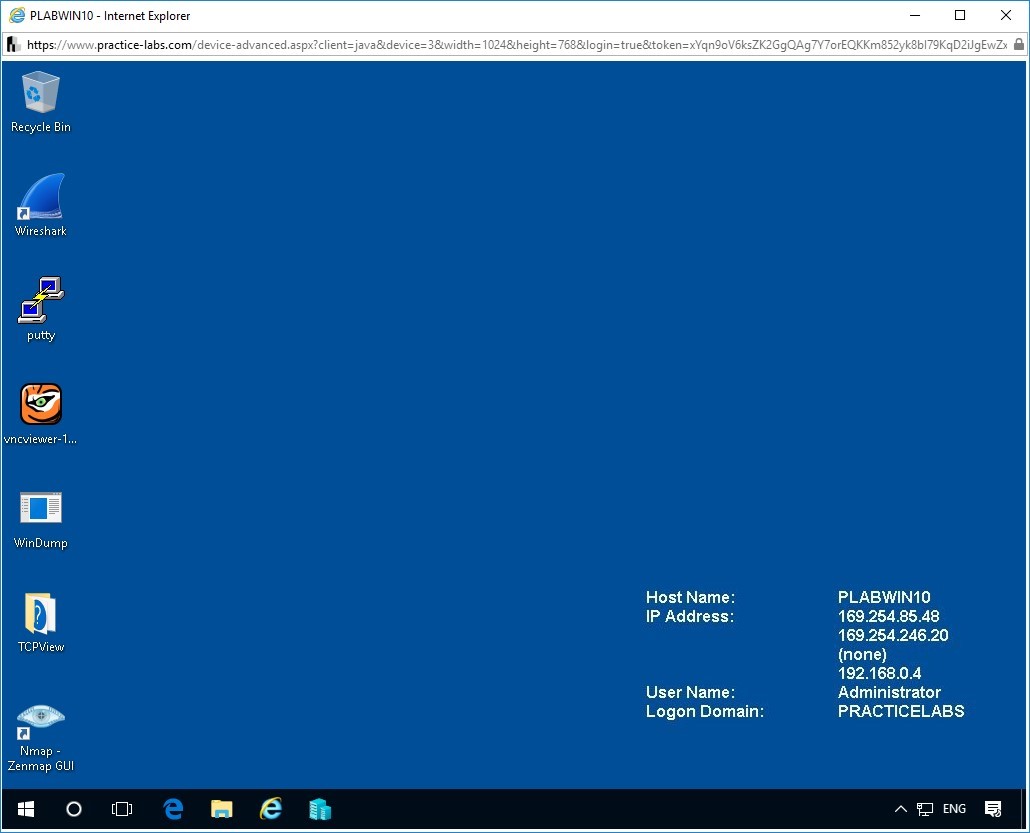 PLABWIN10 - Internet Explorer
https://www.practice-labs.com/device-advanced.aspx?client=java&device=3&width=1024&height=768&login=true&token=xYqn9oV6ksZK2GgQAg7Y7orEQKKm852yk8bl79KqD2iJgEwZx
Recycle Bin
Wireshark
putty
vncviewer-1...
WinDump
TCPView
Nmap -
Zenmap GUI
Host Name: PLABWIN10
IP Address: 169.254.85.48
169.254.246.20
(none)
192.168.0.4
User Name: Administrator
Logon Domain: PRACTICELABS
ENG